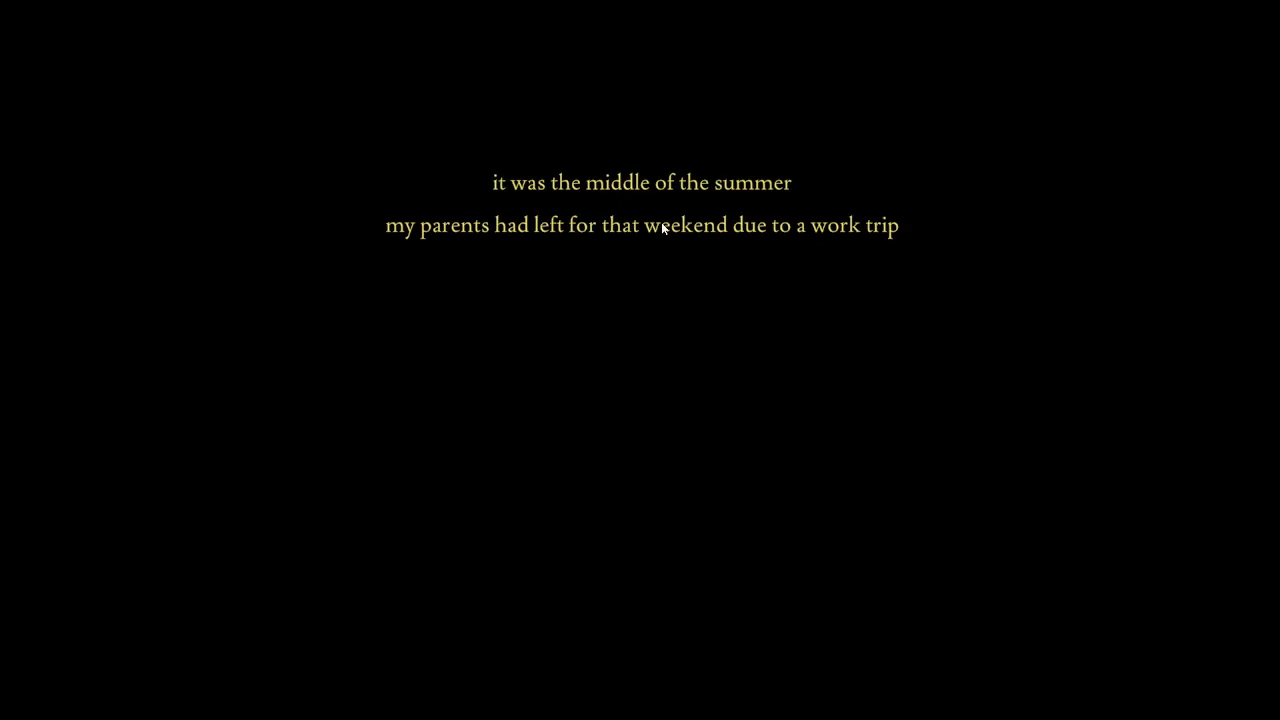 it was the middle of the summer
my parents had left for that weekend due to a work trip